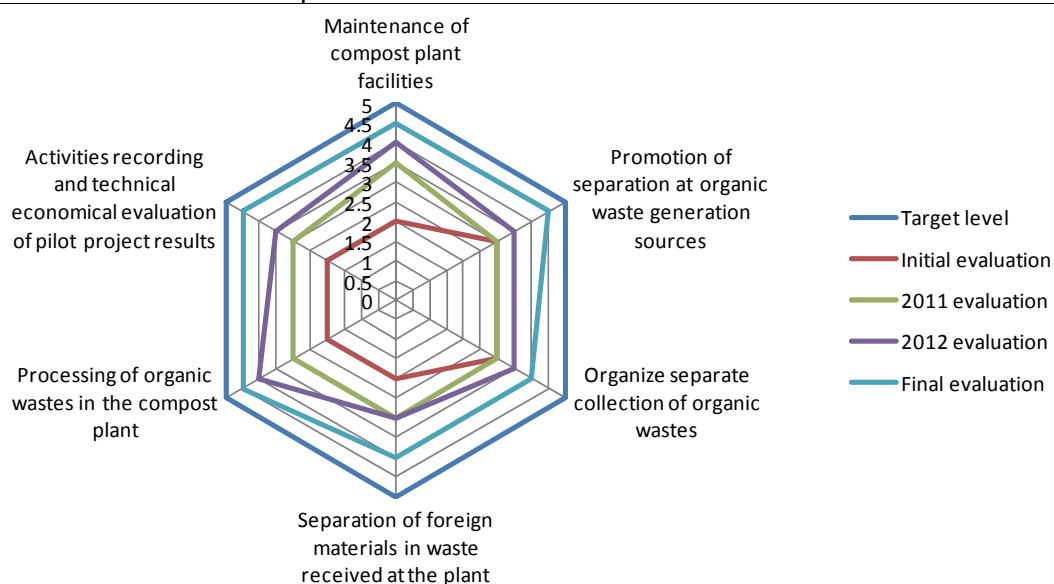 Maintenance of
compost plant
facilities
5
4.5
4
3.5
3
2.5
2
1.5
1
0.5
0
Promotion of
separation at organic
waste generation
sources
Organize separate
collection of organic
wastes
Separation of foreign
materials in waste
received at the plant
Processing of organic
wastes in the compost
plant
Activities recording
and technical
economical evaluation
of pilot project results
Target level
Initial evaluation
2011 evaluation
2012 evaluation
Final evaluation